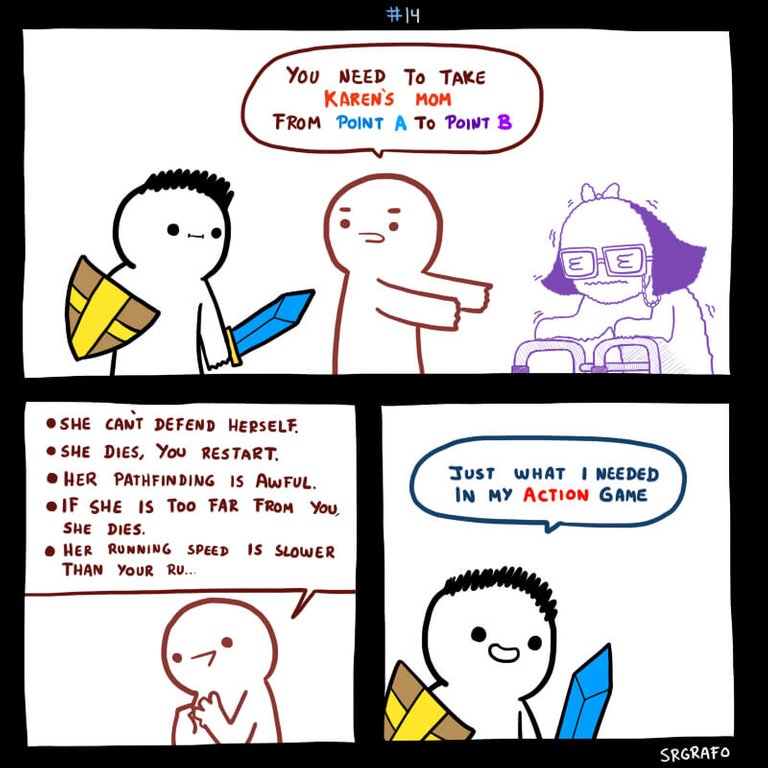 #14
YOU NEED TO TAKE
KAREN'S MOM
FROM POINT A TO POINT B
• SHE CAN'T DEFEND HERSELF.
• SHE DIES, YOU RESTART.
• HER PATHFINDING IS AWFUL.
• IF SHE IS TOO FAR FROM YOU,
SHE DIES.
• HER RUNNING SPEED IS SLOWER
THAN YOUR RU...
JUST WHAT I NEEDED
IN MY ACTION GAME
SRGRAFO